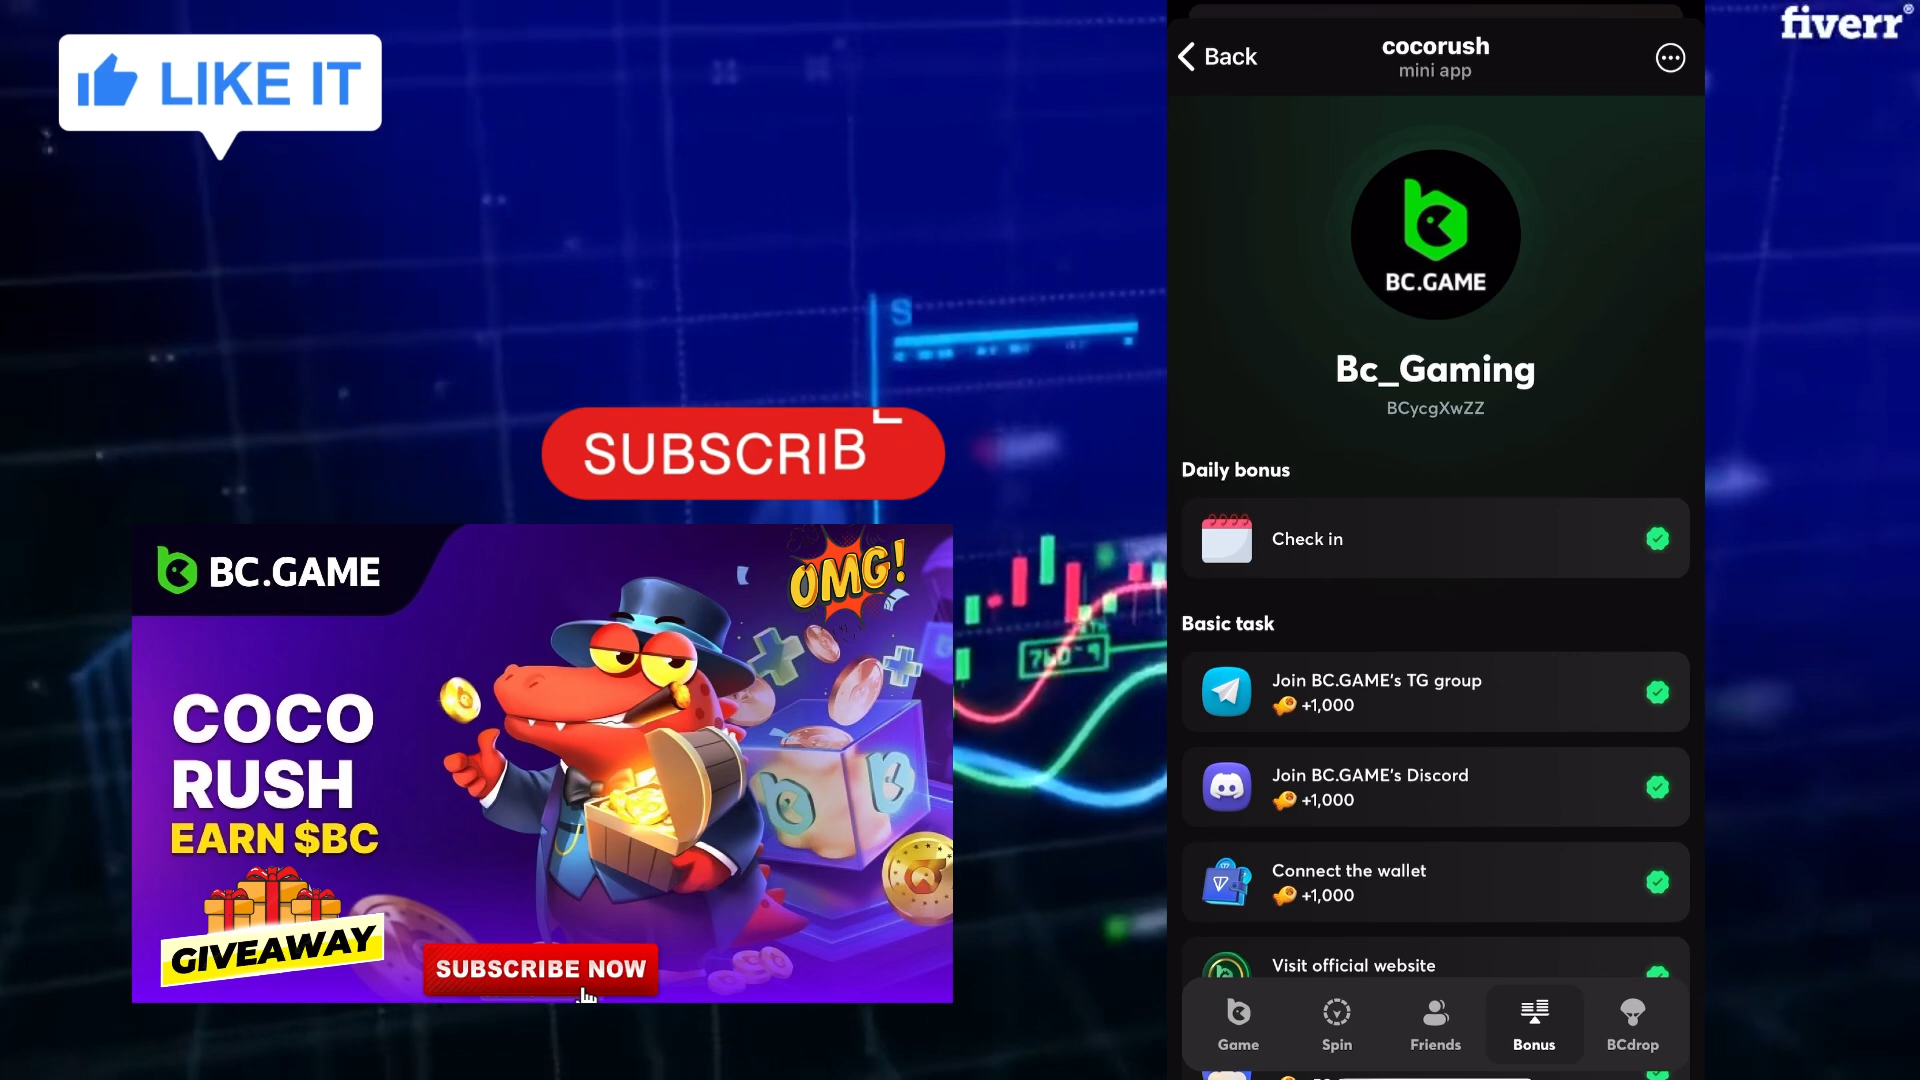 LIKE IT
SUBSCRIB
BC.GAME
OMG!
COCO
RUSH
EARN $BC
GIVEAWAY
SUBSCRIBE NOW
fiverr®
Back
cocorush
mini app
BC.GAME
Bc_Gaming
BCycgXwZZ
Daily bonus
Check in
Basic task
Join BC.GAME's TG group
+1,000
Join BC.GAME's Discord
+1,000
Connect the wallet
+1,000
Visit official website
Game
Spin
Friends
Bonus
BCdrop